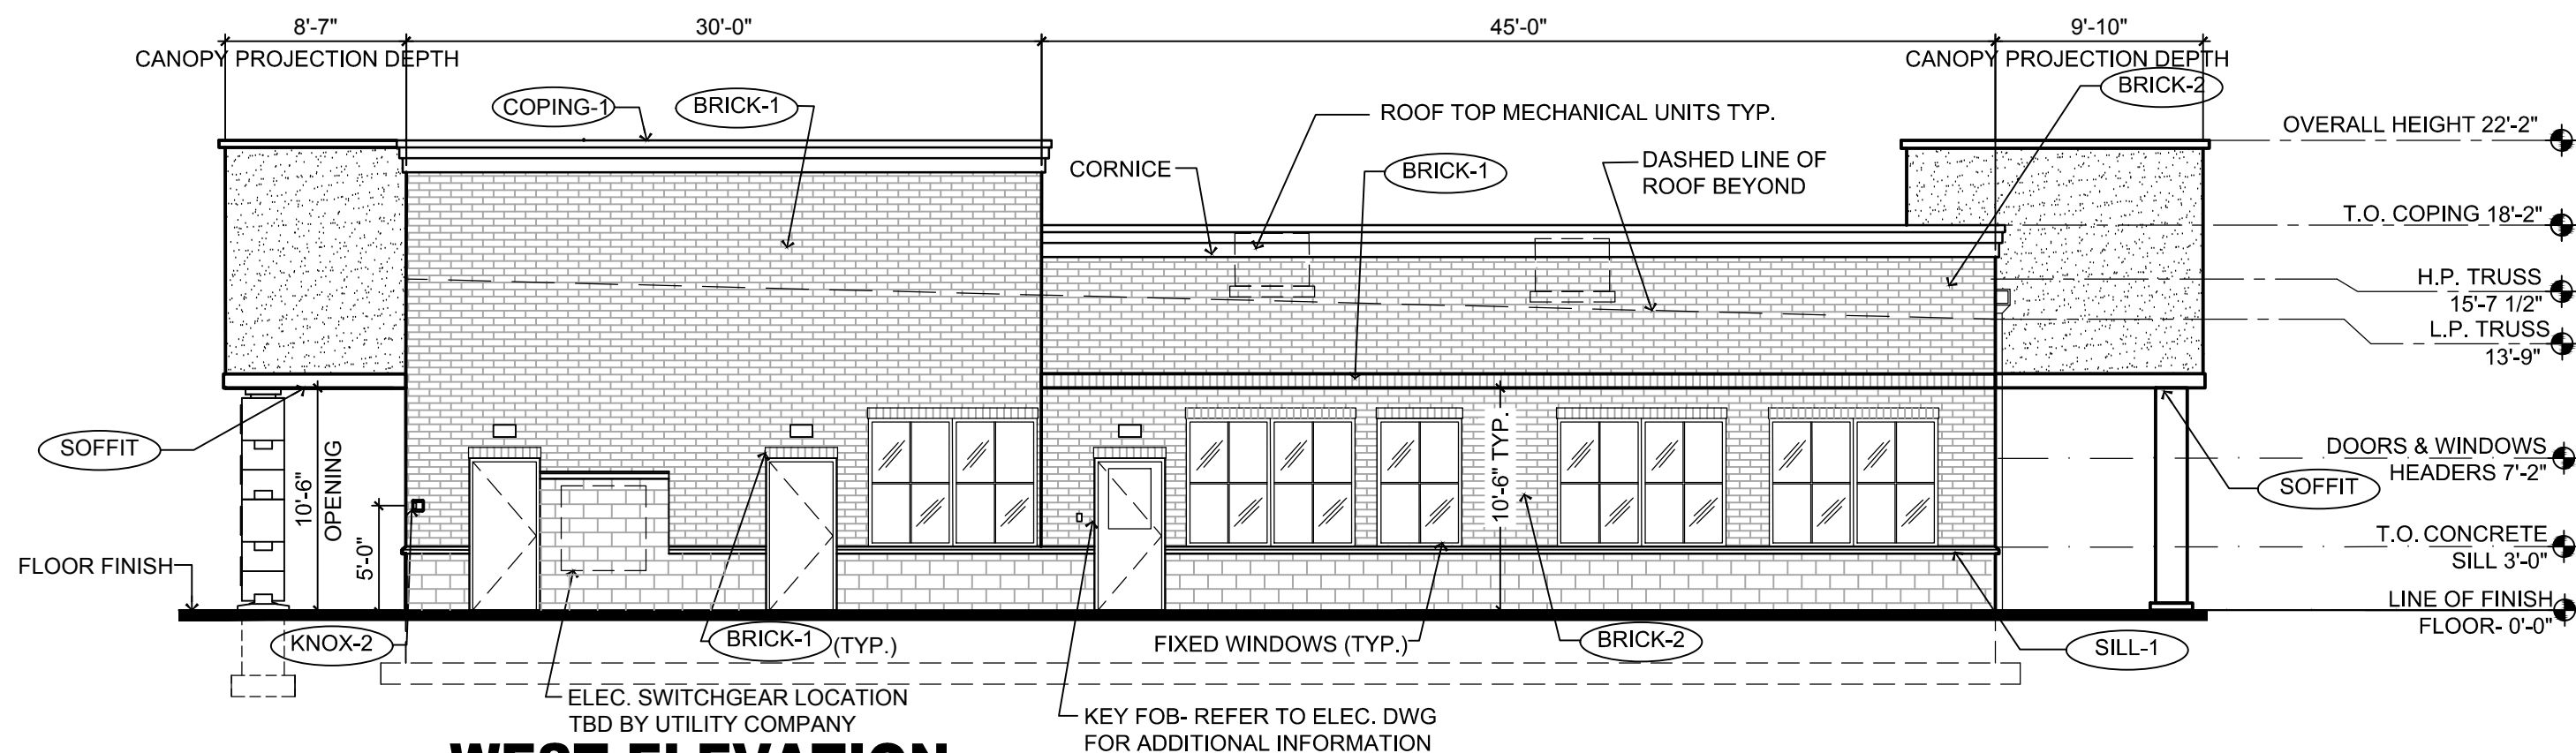 8'-7"
30'-0"
45'-0"
9'-10"
CANOPY PROJECTION DEPTH
CANOPY PROJECTION DEPTH
COPING-1
BRICK-1
ROOF TOP MECHANICAL UNITS TYP.
BRICK-2
OVERALL HEIGHT 22'-2"
CORNICE
BRICK-1
DASHED LINE OF
ROOF BEYOND
T.O. COPING 18'-2"
H.P. TRUSS
15'-7 1/2"
L.P. TRUSS
13'-9"
SOFFIT
10'-6"
OPENING
10'-6" TYP.
DOORS & WINDOWS
HEADERS 7'-2"
SOFFIT
5'-0"
FLOOR FINISH
T.O. CONCRETE
SILL 3'-0"
LINE OF FINISH
FLOOR- 0'-0"
KNOX-2
BRICK-1
(TYP.)
FIXED WINDOWS (TYP.)
BRICK-2
SILL-1
ELEC. SWITCHGEAR LOCATION
TBD BY UTILITY COMPANY
KEY FOB- REFER TO ELEC. DWG
FOR ADDITIONAL INFORMATION
WEST ELEVATION